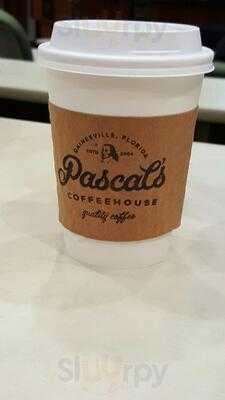 Slurpy
GAINESVILLE, FLORIDA
ESTD 2004
Pascal's
COFFEEHOUSE
quality coffee
Slurpy